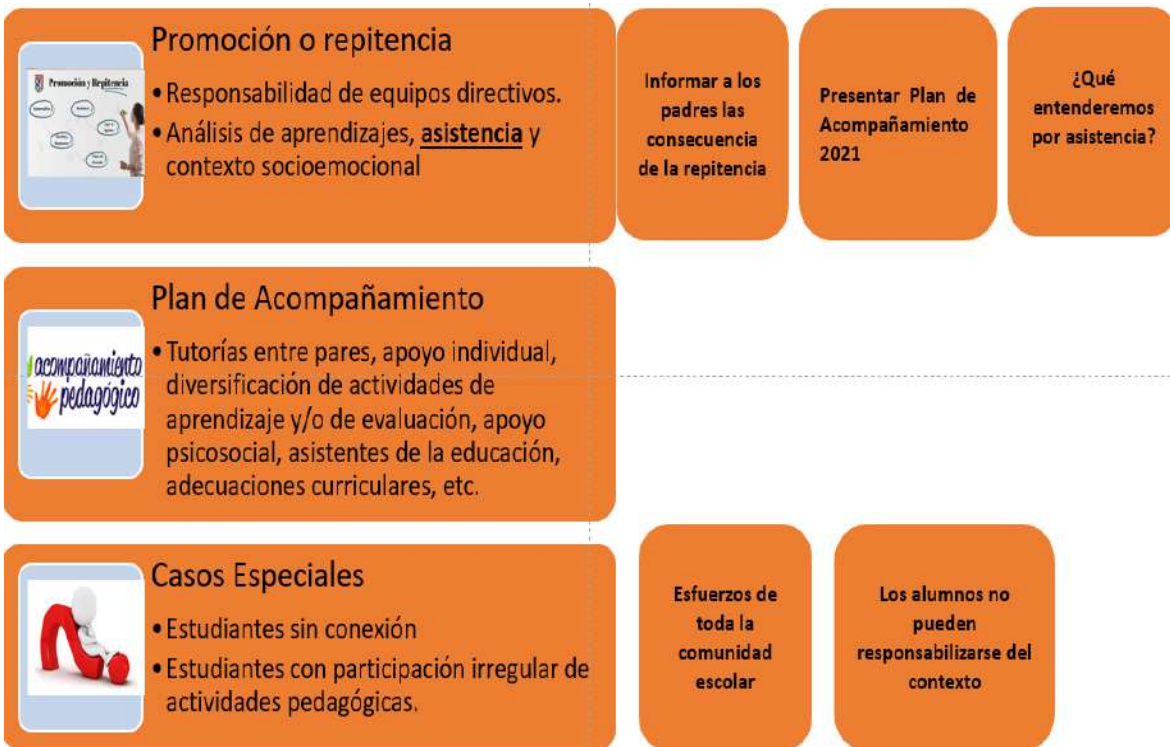 Promoción o repitencia
• Responsabilidad de equipos directivos.
• Análisis de aprendizajes, asistencia y
contexto socioemocional
Promoción y Repitencia
Informar a los
padres las
consecuencia
de la repitencia
Presentar Plan de
Acompañamiento
2021
¿Qué
entenderemos
por asistencia?
Plan de Acompañamiento
• Tutorías entre pares, apoyo individual,
diversificación de actividades de
aprendizaje y/o de evaluación, apoyo
psicosocial, asistentes de la educación,
adecuaciones curriculares, etc.
acompañamiento
pedagógico
Casos Especiales
• Estudiantes sin conexión
• Estudiantes con participación irregular de
actividades pedagógicas.
Esfuerzos de
toda la
comunidad
escolar
Los alumnos no
pueden
responsabilizarse del
contexto